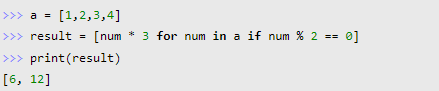 >>> a = [1,2,3,4]
>>> result = [num * 3 for num in a if num % 2 == 0]
>>> print(result)
[6, 12]